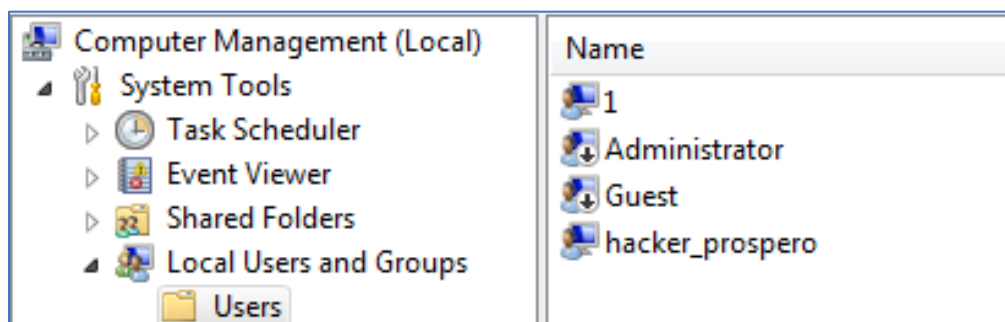 Computer Management (Local)
System Tools
Task Scheduler
Event Viewer
Shared Folders
Local Users and Groups
Users
Name
1
Administrator
Guest
hacker_prospero